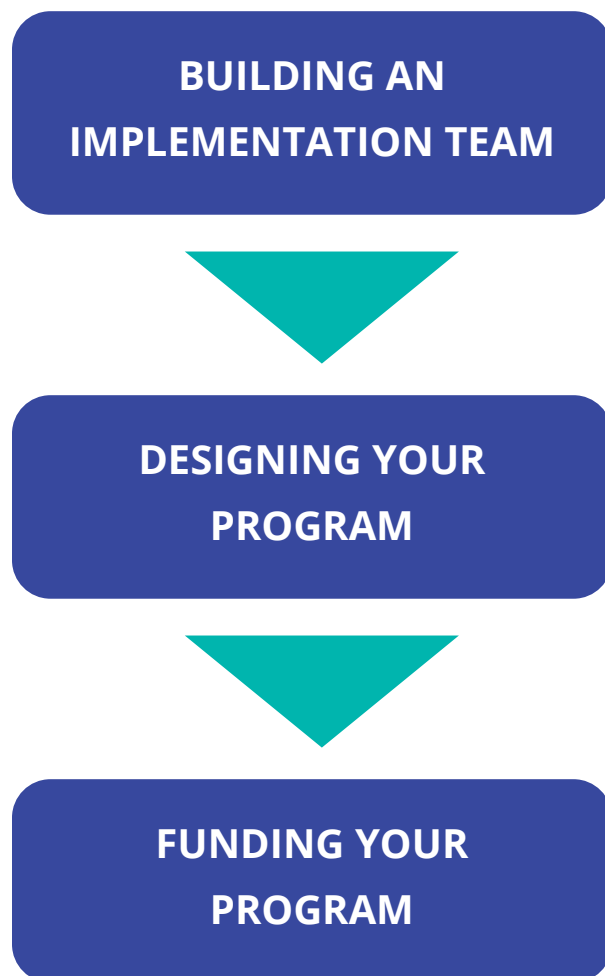 BUILDING AN
IMPLEMENTATION TEAM
DESIGNING YOUR
PROGRAM
FUNDING YOUR
PROGRAM